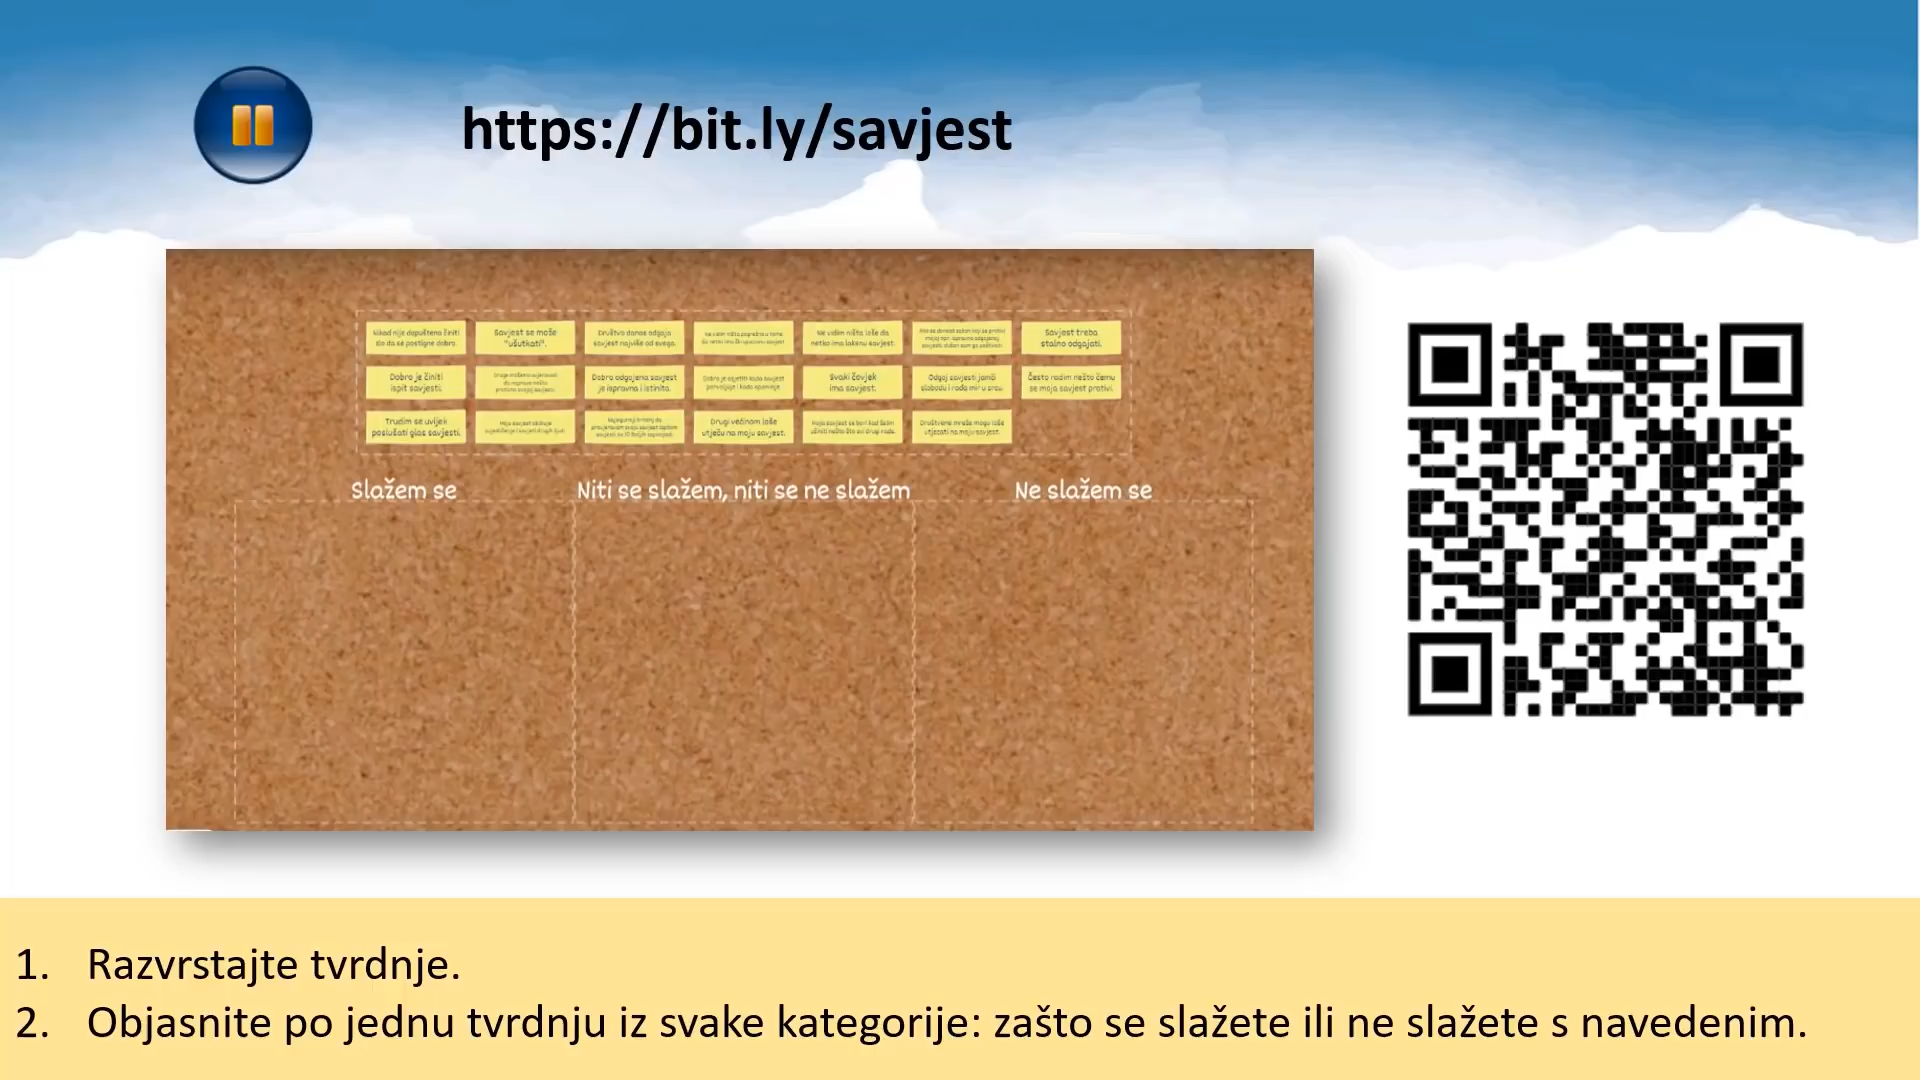 https://bit.ly/savjest
Nikad nije dopušteno činiti
zlo da se postigne dobro.
Savjest se može
"ušutkati".
Društvo danas odgaja
savjest najviše od svega.
Ne vidim ništa loše da
netko ima laksnu savjest.
Savjest treba
stalno odgajati.
Dobro je činiti
ispit savjesti.
Dobro odgojena savjest
je ispravna i istinita.
Svaki čovjek
ima savjest.
Odgoj savjesti jamči
slobodu i rađa mir u srcu.
Često radim nešto čemu
se moja savjest protivi.
Trudim se uvijek
poslušati glas savjesti.
Drugi većinom loše
utječu na moju savjest.
Društvene mreže mogu loše
utjecati na moju savjest.
Slažem se
Niti se slažem, niti se ne slažem
Ne slažem se
1. Razvrstajte tvrdnje.
2. Objasnite po jednu tvrdnju iz svake kategorije: zašto se slažete ili ne slažete s navedenim.